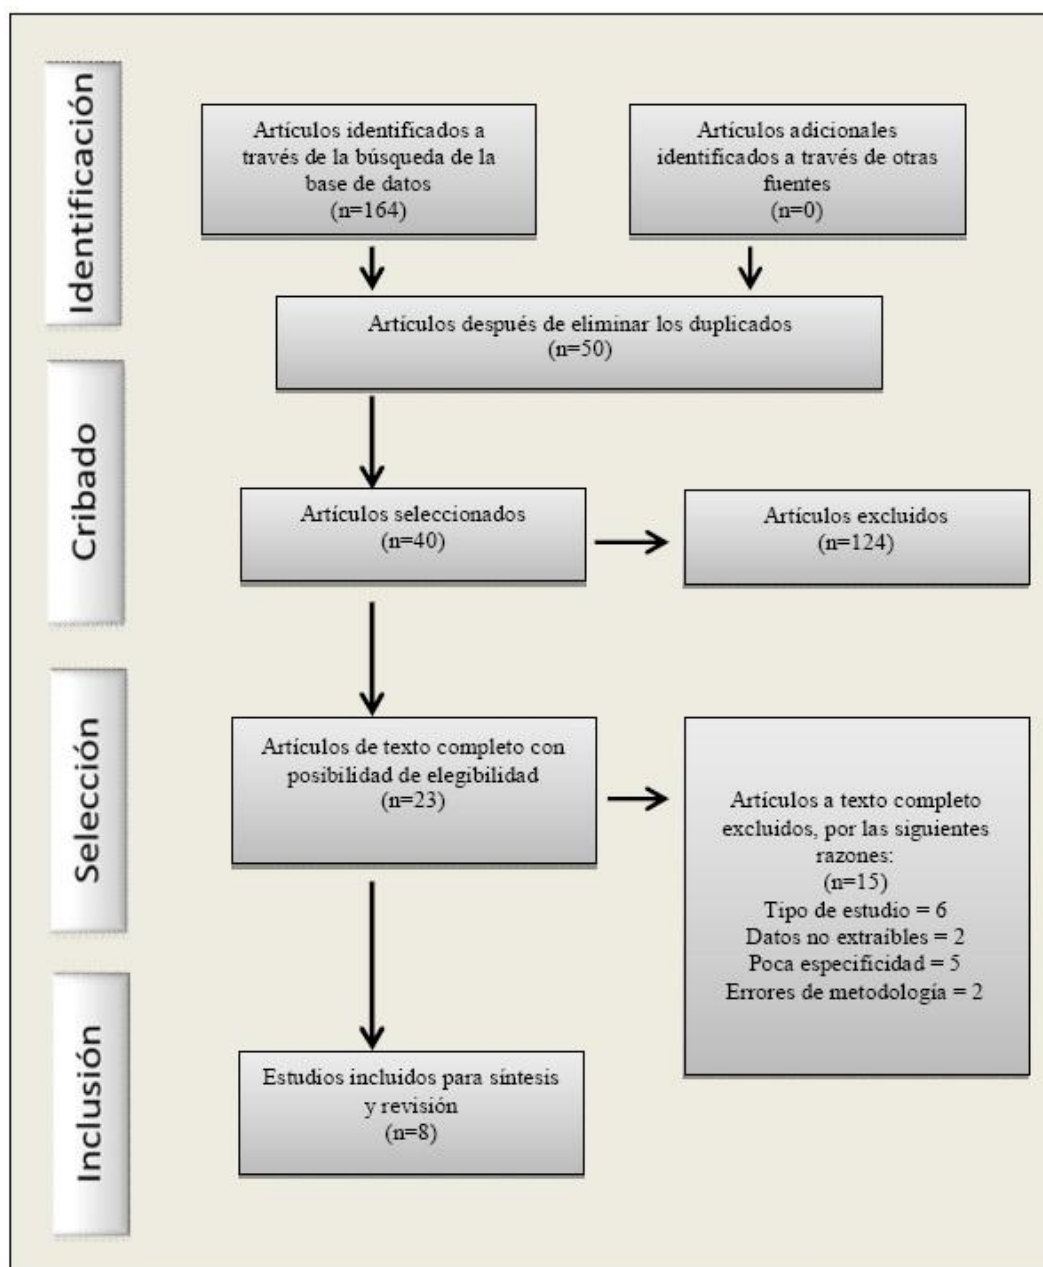 Identificación
Artículos identificados a
través de la búsqueda de la
base de datos
(n=164)
Artículos adicionales
identificados a través de otras
fuentes
(n=0)
Artículos después de eliminar los duplicados
(n=50)
Cribado
Artículos seleccionados
(n=40)
Artículos excluidos
(n=124)
Selección
Artículos de texto completo con
posibilidad de elegibilidad
(n=23)
Artículos a texto completo
excluidos, por las siguientes
razones:
(n=15)
Tipo de estudio = 6
Datos no extraíbles = 2
Poca especificidad = 5
Errores de metodología = 2
Inclusión
Estudios incluidos para síntesis
y revisión
(n=8)